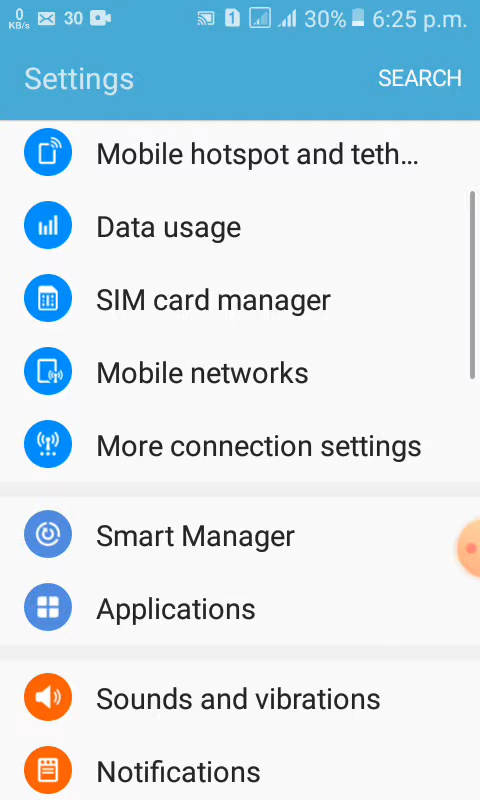 0 KB/s 30 1 30% 6:25 p.m.
Settings SEARCH
Mobile hotspot and teth...
Data usage
SIM card manager
Mobile networks
More connection settings
Smart Manager
Applications
Sounds and vibrations
Notifications